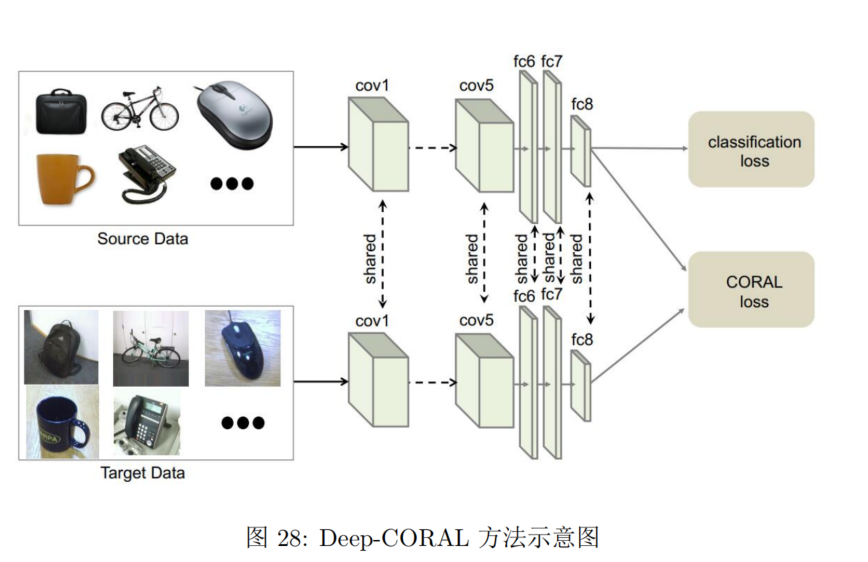 fc6 fc7
cov1
cov5
fc8
classification
loss
Source Data
shared
shared
shared
shared
shared
CORAL
loss
fc6 fc7
cov1
cov5
fc8
Target Data
图 28: Deep-CORAL 方法示意图